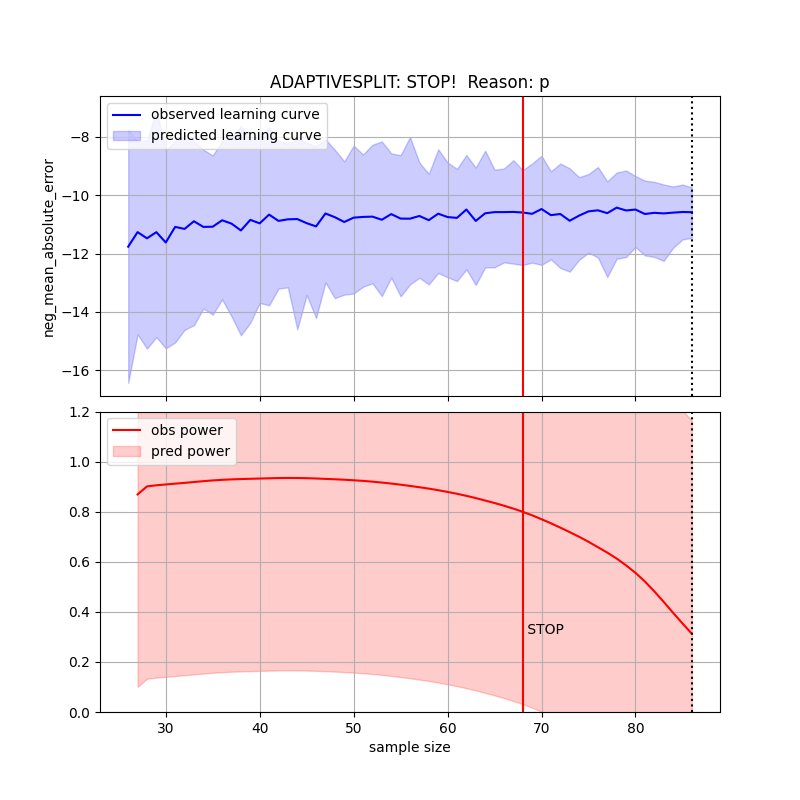 ADAPTIVESPLIT: STOP!  Reason: p
observed learning curve
predicted learning curve
−8
−10
−12
−14
−16
neg_mean_absolute_error
obs power
pred power
1.2
1.0
0.8
0.6
0.4
0.2
0.0
STOP
30 40 50 60 70 80
sample size